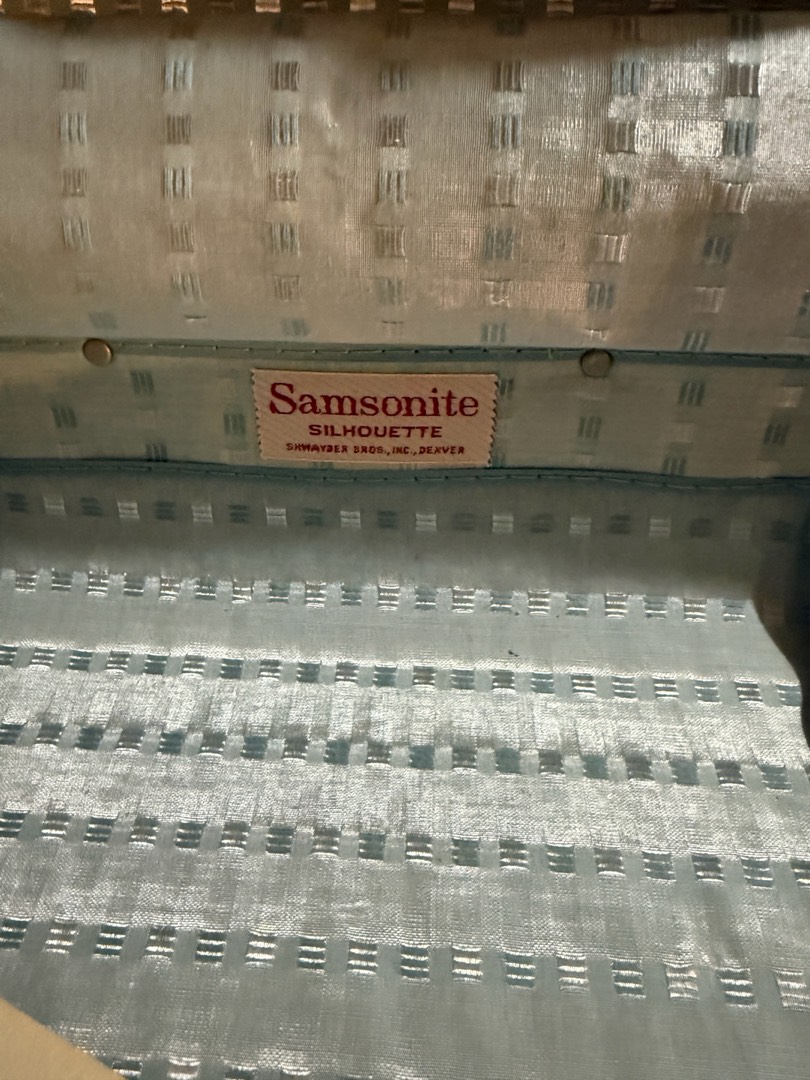 Samsonite
SILHOUETTE
SHWAYDER BROS., INC., DENVER